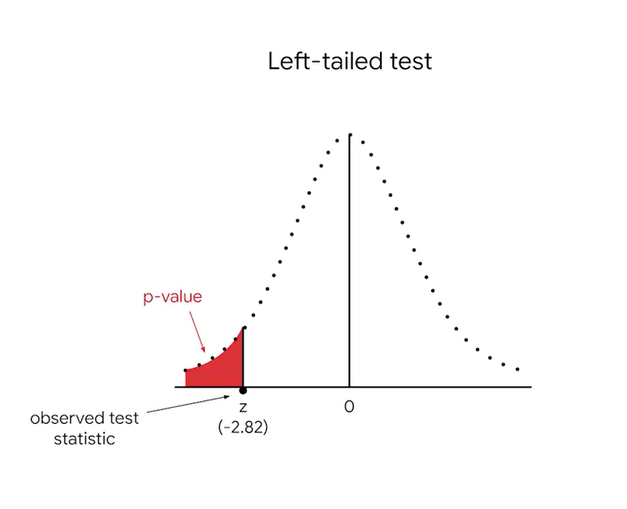 Left-tailed test
p-value
observed test
statistic
z
(-2.82)
0